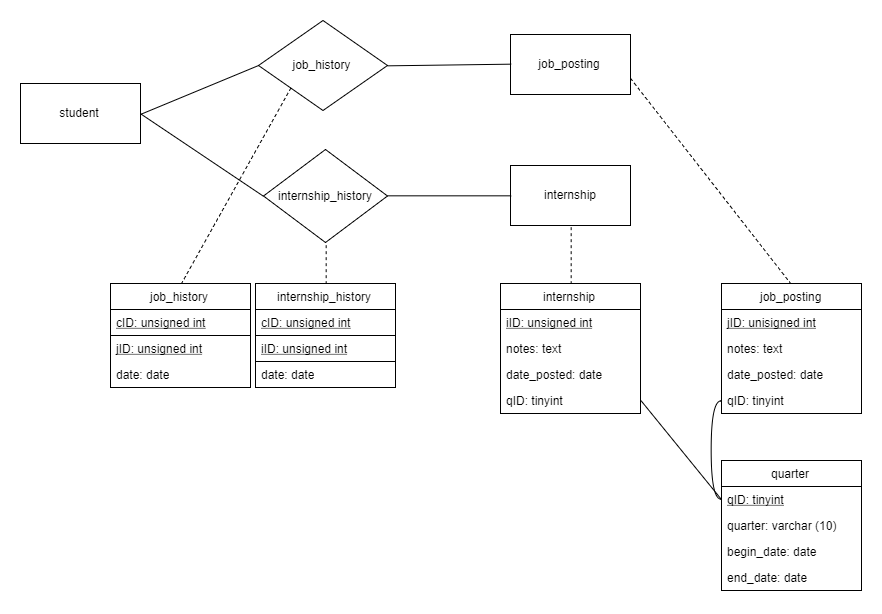 job_history
job_posting
student
internship_history
internship
job_history
cID: unsigned int
jID: unsigned int
date: date
internship_history
cID: unsigned int
iID: unsigned int
date: date
internship
iID: unsigned int
notes: text
date_posted: date
qID: tinyint
job_posting
jID: unisigned int
notes: text
date_posted: date
qID: tinyint
quarter
qID: tinyint
quarter: varchar (10)
begin_date: date
end_date: date